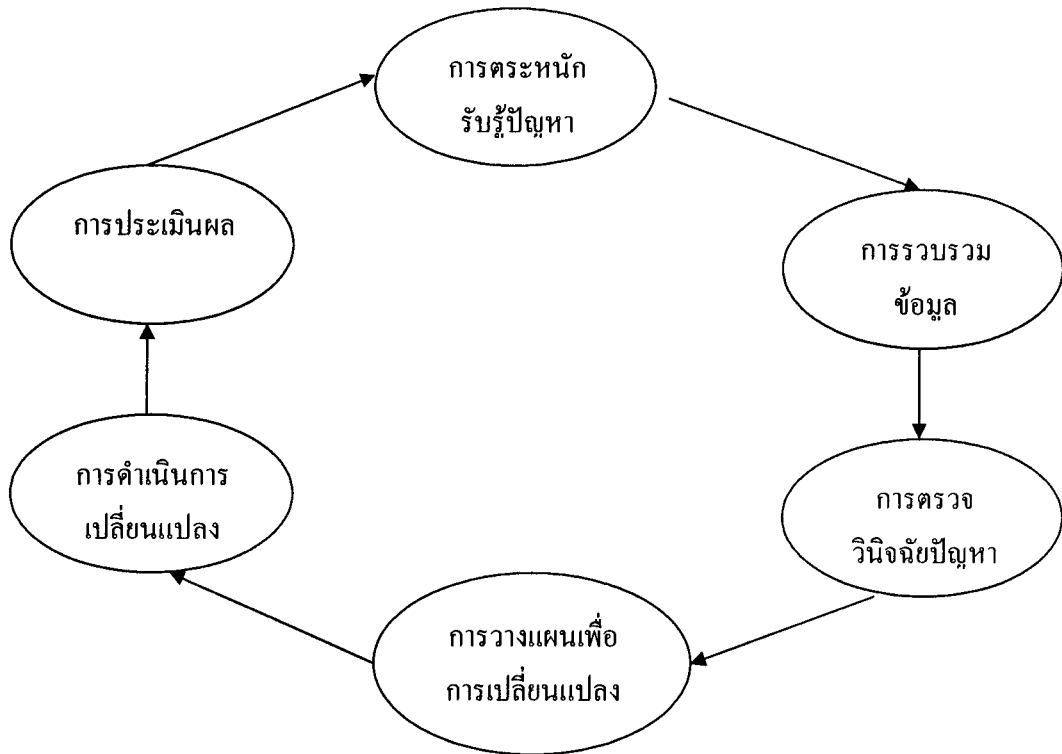 การตระหนัก
รับรู้ปัญหา
การรวบรวม
ข้อมูล
การตรวจ
วินิจฉัยปัญหา
การวางแผนเพื่อ
การเปลี่ยนแปลง
การดำเนินการ
เปลี่ยนแปลง
การประเมินผล